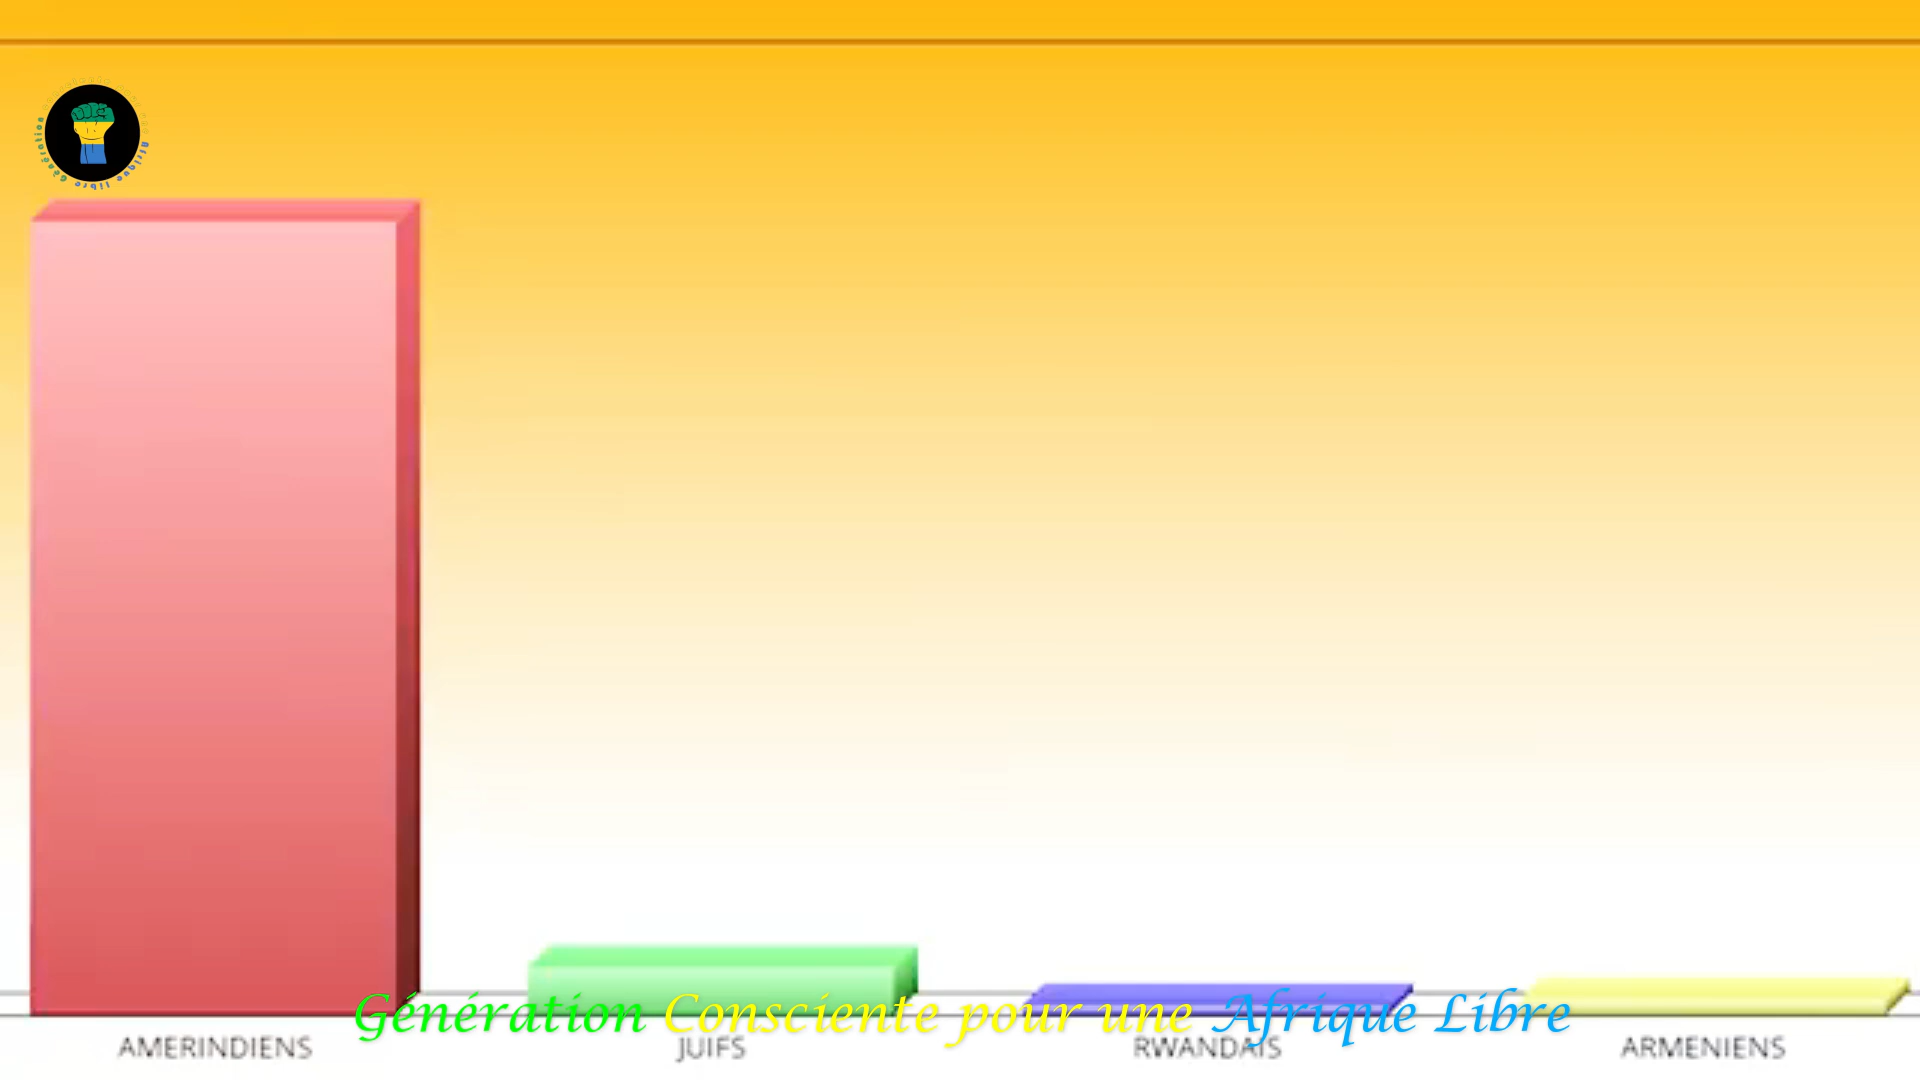 Génération Consciente pour une Afrique Libre
AMERINDIENS
JUIFS
RWANDAIS
ARMENIENS